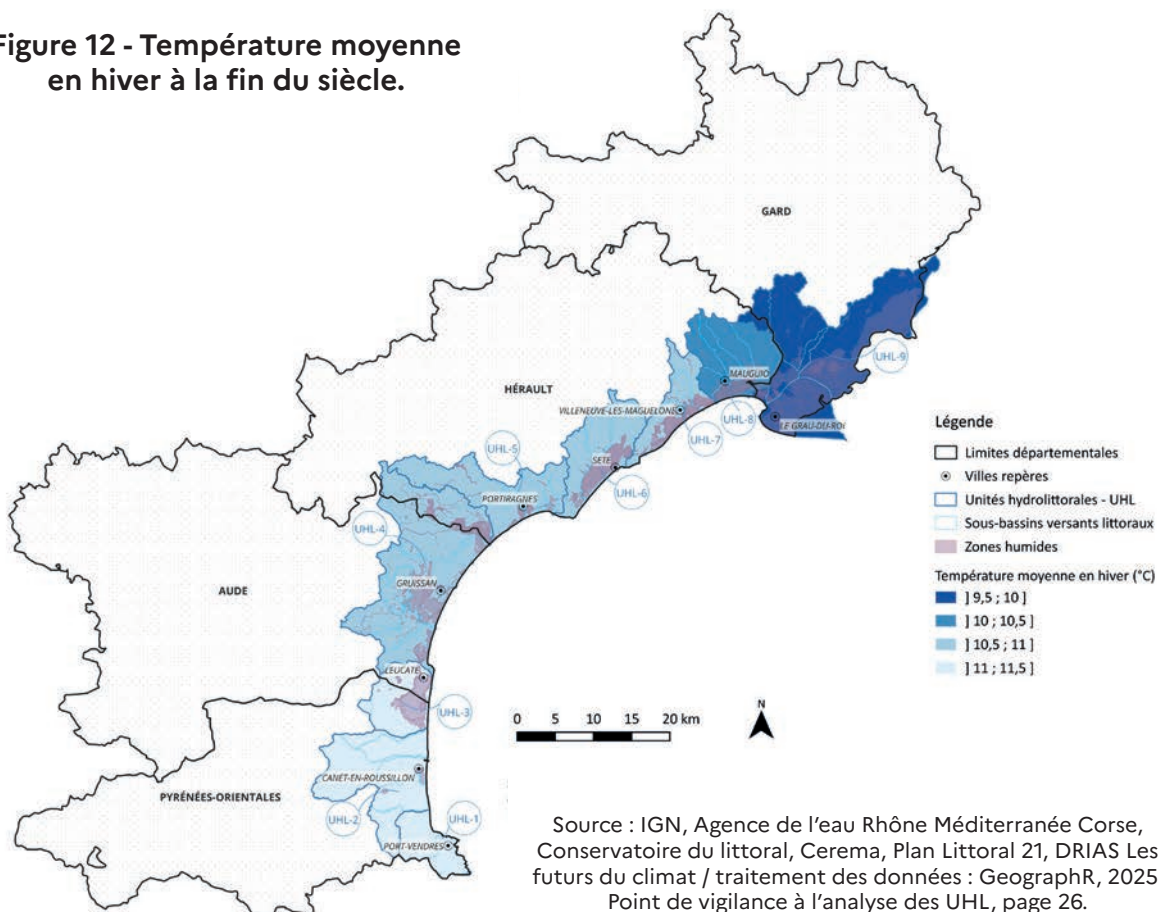 Figure 12 - Température moyenne
en hiver à la fin du siècle.
GARD
UHL-9
MAUGUIO
HÉRAULT
VILLENEUVE-LES-MAGUELONE
UHL-8
LE GRAU-DU-ROI
UHL-7
UHL-5
SETE
UHL-6
PORTIRAGNES
UHL-4
GRUISSAN
AUDE
LEUCATE
UHL-3
CANET-EN-ROUSSILLON
PYRÉNÉES-ORIENTALES
UHL-2
UHL-1
PORT-VENDRES
Légende
Limites départementales
Villes repères
Unités hydrolittorales - UHL
Sous-bassins versants littoraux
Zones humides
Température moyenne en hiver (°C)
] 9,5 ; 10 ]
] 10 ; 10,5 ]
] 10,5 ; 11 ]
] 11 ; 11,5 ]
0 5 10 15 20 km
N
Source : IGN, Agence de l'eau Rhône Méditerranée Corse,
Conservatoire du littoral, Cerema, Plan Littoral 21, DRIAS Les
futurs du climat / traitement des données : GeographR, 2025
Point de vigilance à l'analyse des UHL, page 26.